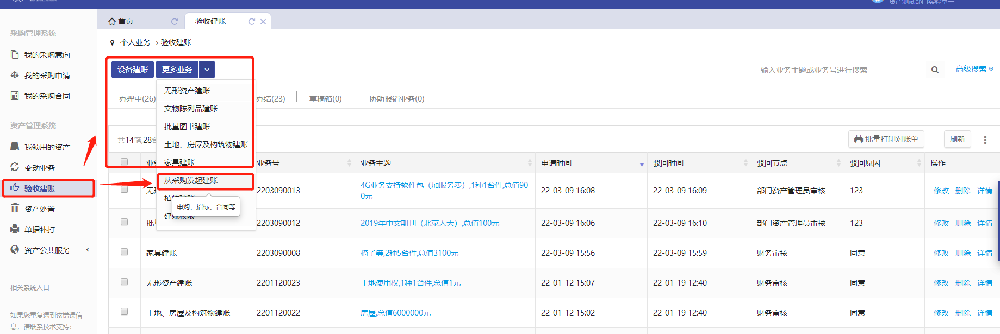 资产测试部门实验室一
首页
验收建账
采购管理系统
我的采购意向
我的采购申请
我的采购合同
资产管理系统
我领用的资产
变动业务
验收建账
资产处置
单据补打
资产公共服务
相关系统入口
如果您重复遇到该错误信
息，请联系技术支持：
个人业务 > 验收建账
设备建账 更多业务
输入业务主题或业务号进行搜索 高级搜索
无形资产建账
文物陈列品建账
批量图书建账
土地、房屋及构筑物建账
家具建账
从采购发起建账
申购、招标、合同等
建账权限
办理中(26) 办结(23) 草稿箱(0) 协助报销业务(0)
共14笔,28台
批量打印对账单 刷新
业务号 业务主题 申请时间 驳回时间 驳回节点 驳回原因 操作
无形 2203090013 4G业务支持软件包（加服务费）,1种1台件,总值90
0元 22-03-09 16:08 22-03-09 16:09 部门资产管理员审核 123 修改 删除 详情
批量 2203090012 2019年中文期刊（北京人天）,总值100元 22-03-09 16:06 22-03-09 16:10 部门资产管理员审核 123 修改 删除 详情
家具建账 2203090008 椅子等,2种5台件,总值3100元 22-03-09 15:56 22-03-09 15:59 财务审核 同意 修改 删除 详情
无形资产建账 2201120023 土地使用权,1种1台件,总值1元 22-01-12 15:07 22-01-19 12:40 财务审核 同意 修改 删除 详情
土地、房屋及构筑物建账 2201120022 房屋,总值6000000元 22-01-12 15:02 22-01-19 12:40 财务审核 同意 修改 删除 详情